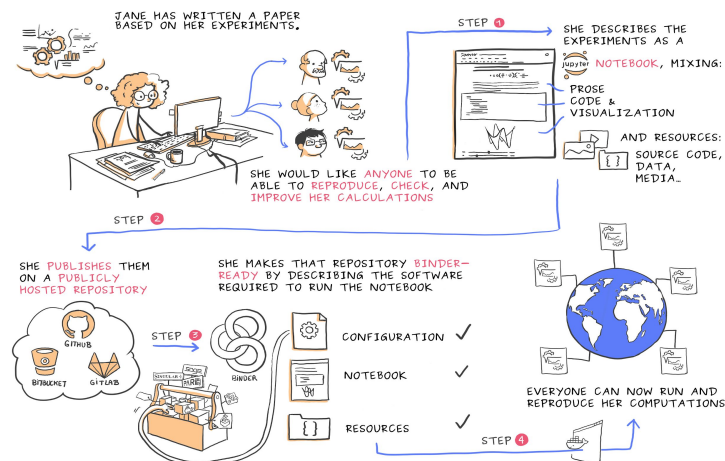 JANE HAS WRITTEN A PAPER
BASED ON HER EXPERIMENTS.
SHE WOULD LIKE ANYONE TO BE
ABLE TO REPRODUCE, CHECK, AND
IMPROVE HER CALCULATIONS
STEP 1
SHE DESCRIBES THE
EXPERIMENTS AS A
jupyter NOTEBOOK, MIXING:
PROSE
CODE &
VISUALIZATION
AND RESOURCES:
SOURCE CODE,
DATA,
MEDIA...
STEP 2
SHE PUBLISHES THEM
ON A PUBLICLY
HOSTED REPOSITORY
GITHUB
BITBUCKET
GITLAB
STEP 3
SHE MAKES THAT REPOSITORY BINDER-
READY BY DESCRIBING THE SOFTWARE
REQUIRED TO RUN THE NOTEBOOK
BINDER
CONFIGURATION
NOTEBOOK
RESOURCES
STEP 4
EVERYONE CAN NOW RUN AND
REPRODUCE HER COMPUTATIONS